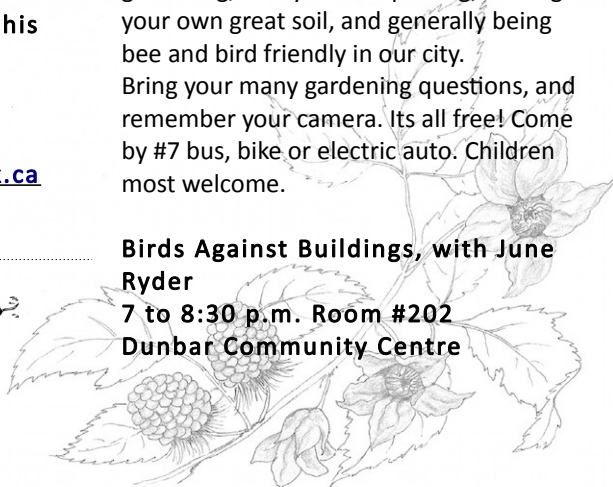 his
.ca
your own great soil, and generally being
bee and bird friendly in our city.
Bring your many gardening questions, and
remember your camera. Its all free! Come
by #7 bus, bike or electric auto. Children
most welcome.
Birds Against Buildings, with June
Ryder
7 to 8:30 p.m. Room #202
Dunbar Community Centre